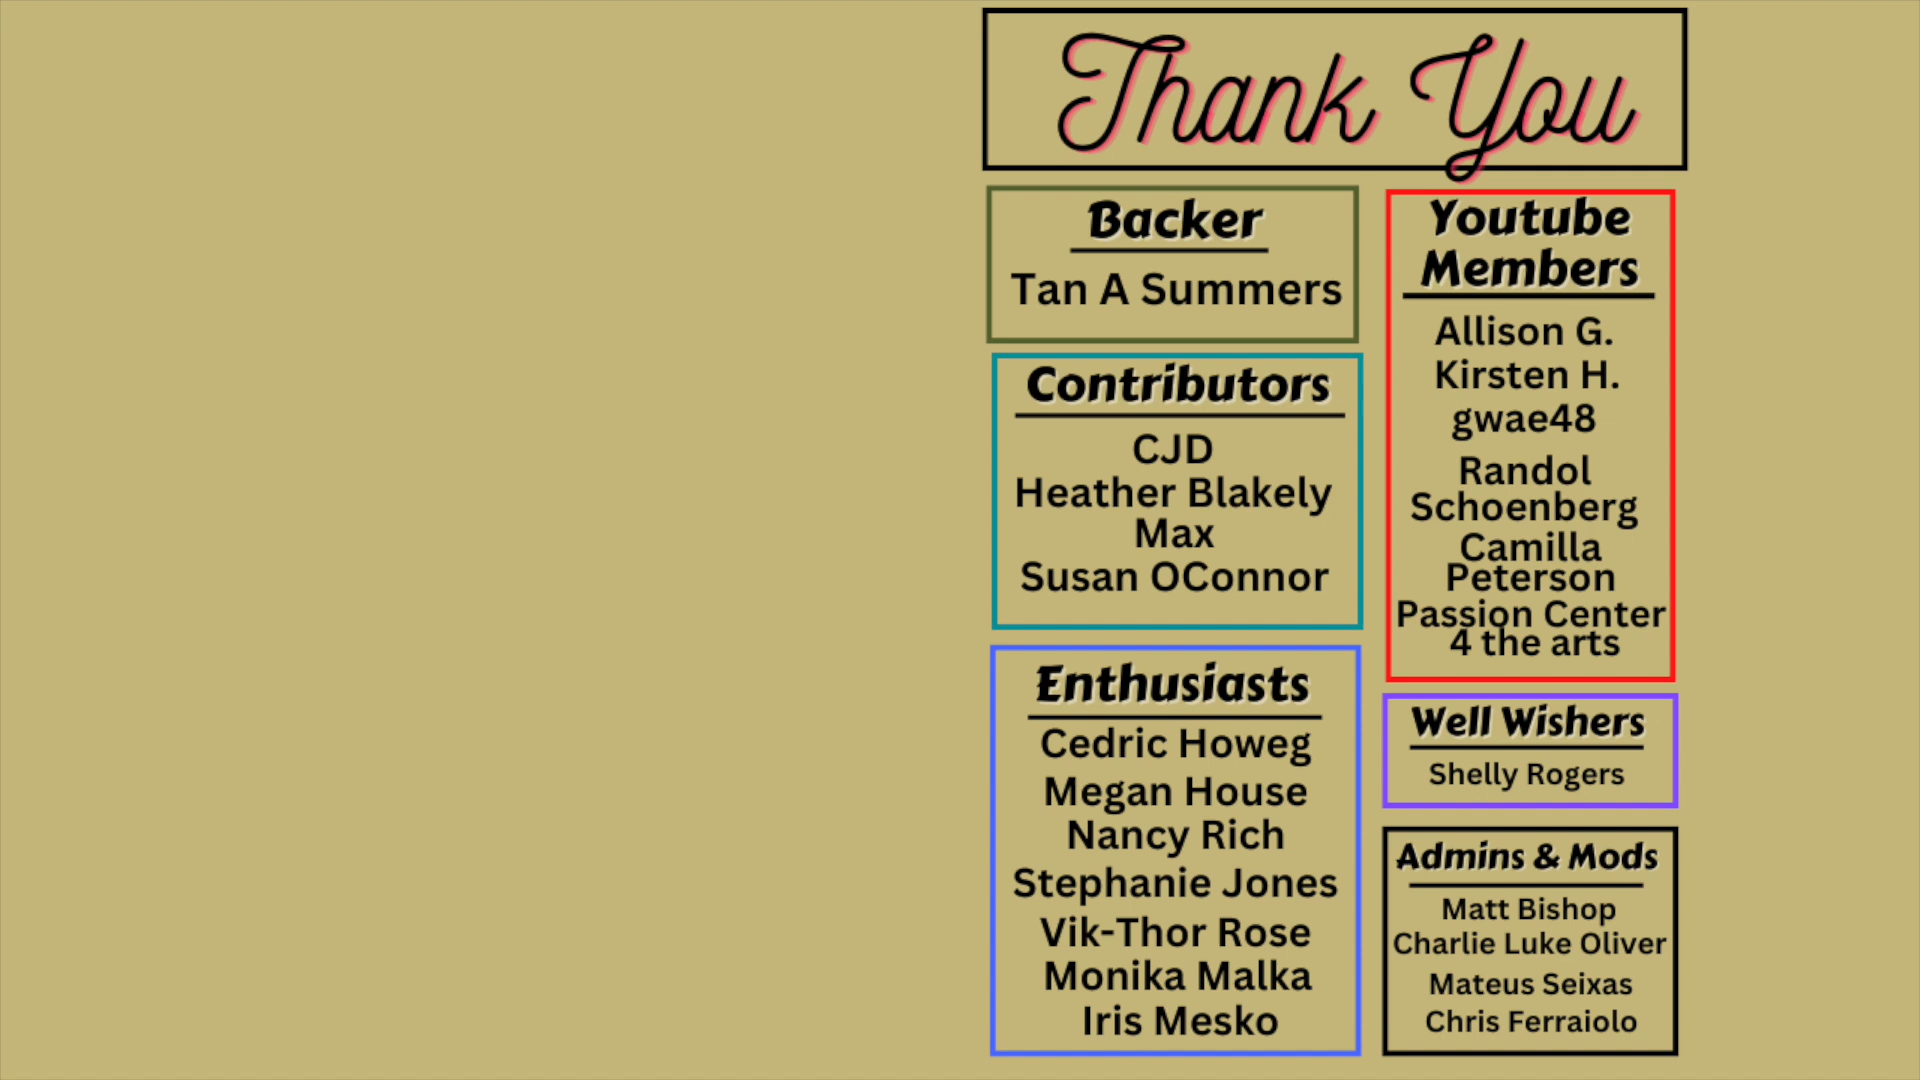 Thank You
Backer
Tan A Summers
Contributors
CJD
Heather Blakely
Max
Susan OConnor
Enthusiasts
Cedric Howeg
Megan House
Nancy Rich
Stephanie Jones
Vik-Thor Rose
Monika Malka
Iris Mesko
Youtube
Members
Allison G.
Kirsten H.
gwae48
Randol
Schoenberg
Camilla
Peterson
Passion Center
4 the arts
Well Wishers
Shelly Rogers
Admins & Mods
Matt Bishop
Charlie Luke Oliver
Mateus Seixas
Chris Ferraiolo